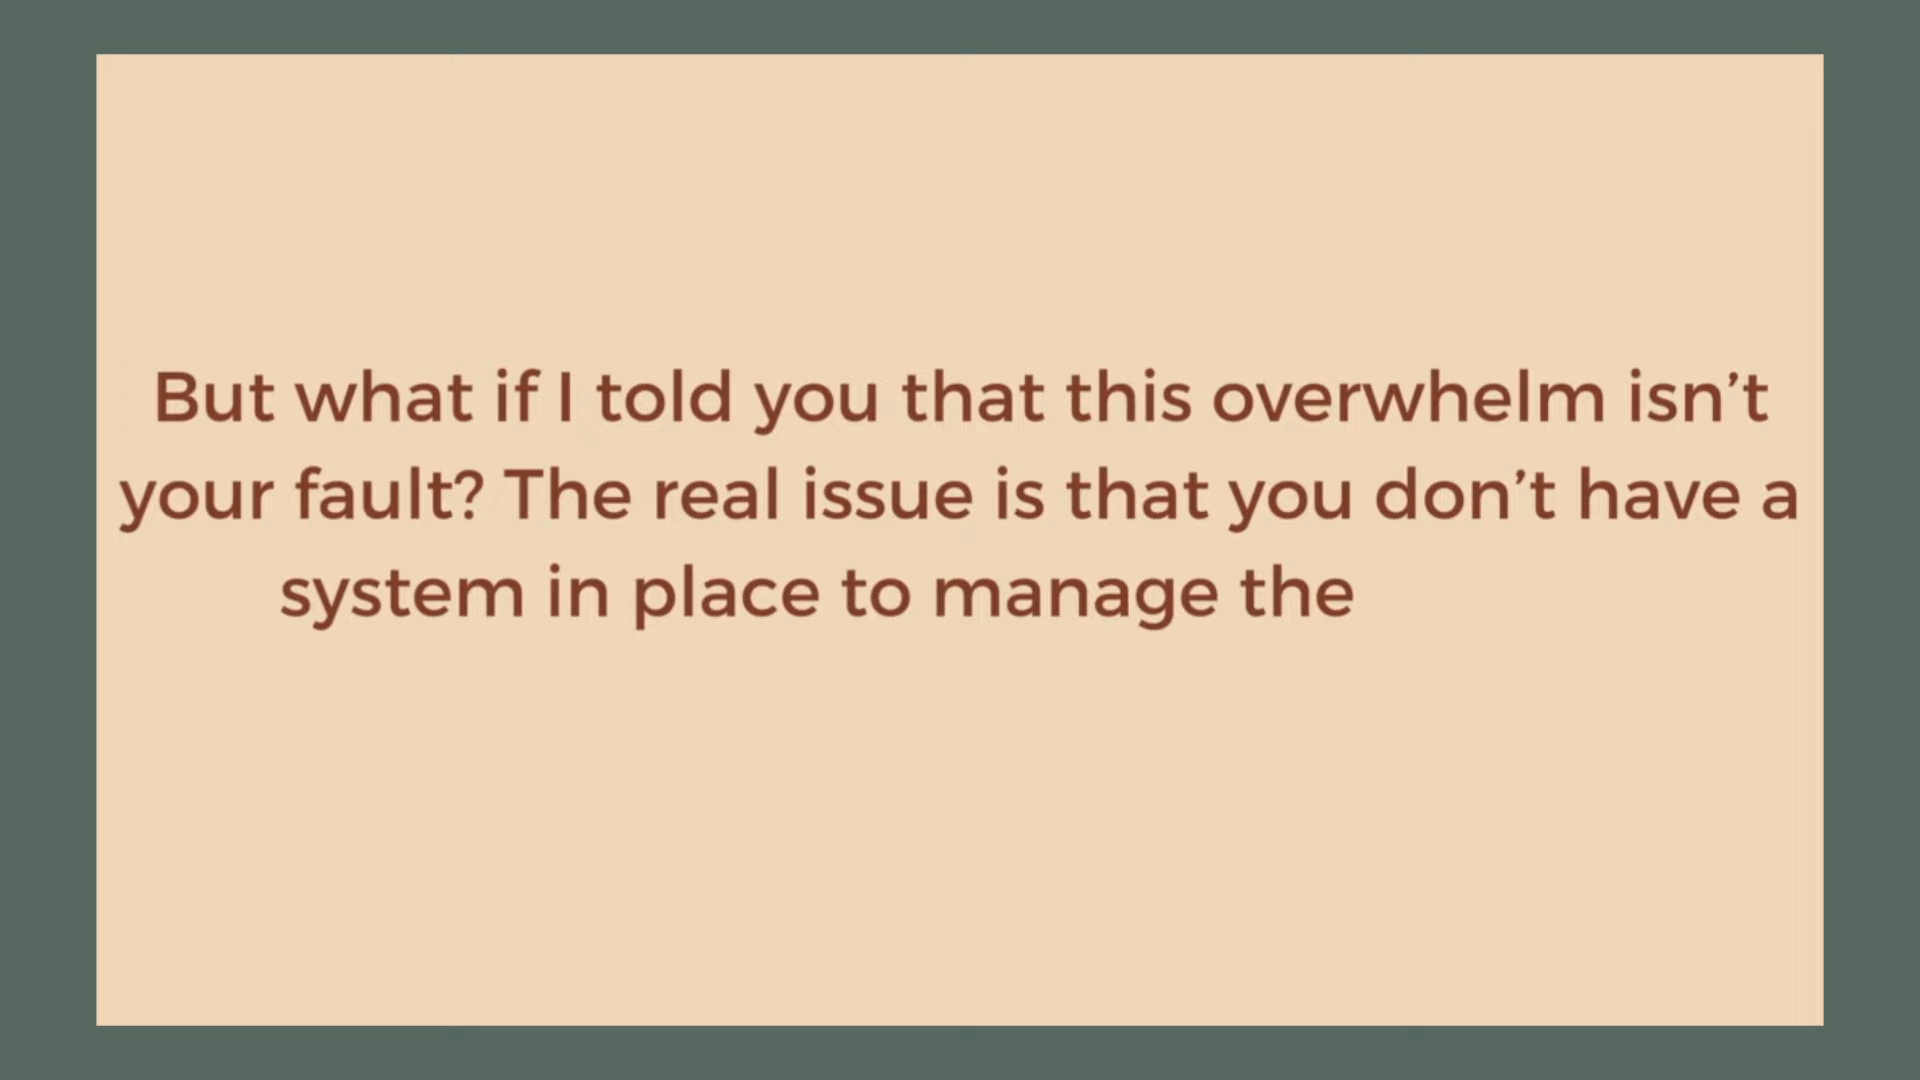 But what if I told you that this overwhelm isn’t
your fault? The real issue is that you don’t have a
system in place to manage the